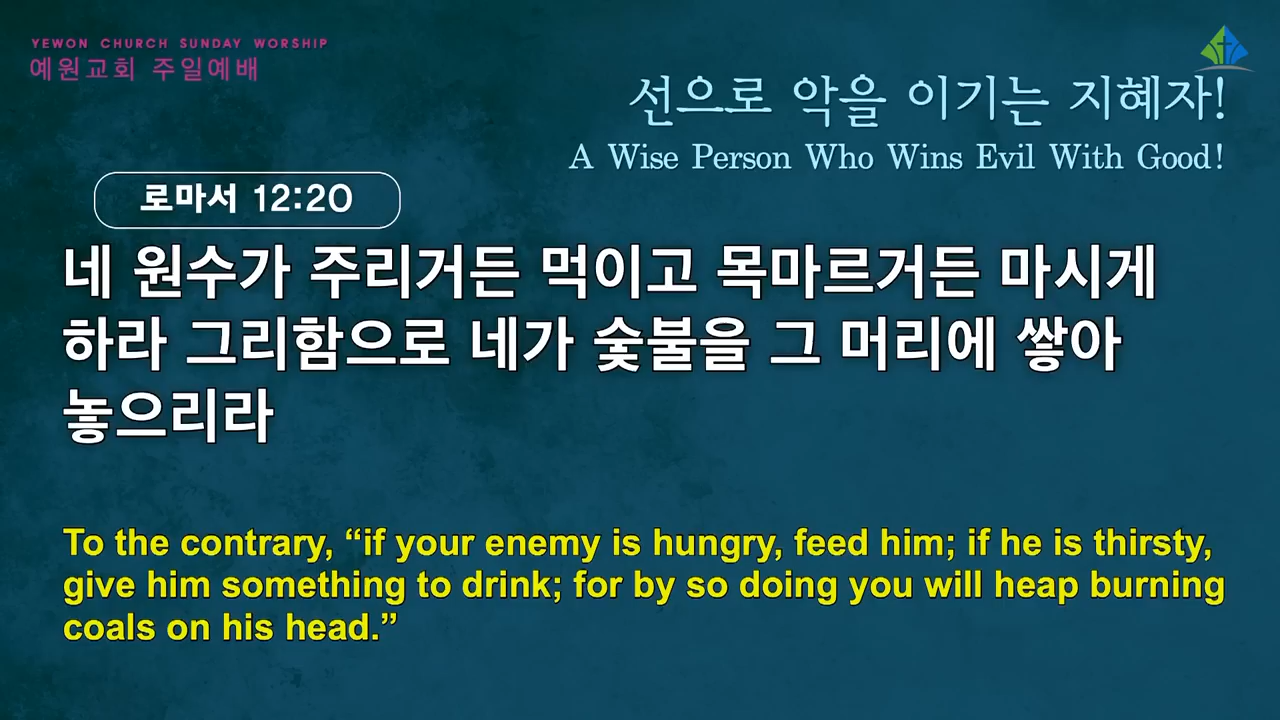 YEWON CHURCH SUNDAY WORSHIP
예원교회 주일예배
선으로 악을 이기는 지혜자!
A Wise Person Who Wins Evil With Good!
로마서 12:20
네 원수가 주리거든 먹이고 목마르거든 마시게
하라 그리함으로 네가 숯불을 그 머리에 쌓아
놓으리라
To the contrary, “if your enemy is hungry, feed him; if he is thirsty,
give him something to drink; for by so doing you will heap burning
coals on his head.”